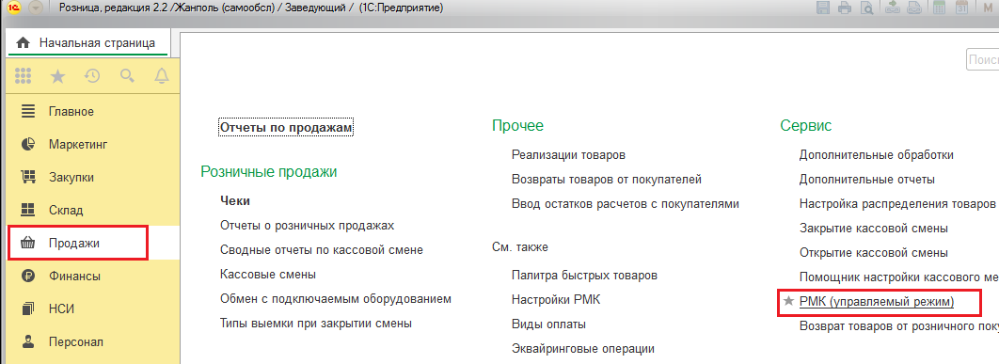 Розница, редакция 2.2 /Жанполь (самообсл) / Заведующий / (1С:Предприятие)
M
Начальная страница
Поиск
Главное
Маркетинг
Закупки
Склад
Продажи
Финансы
НСИ
Персонал
Отчеты по продажам
Розничные продажи
Чеки
Отчеты о розничных продажах
Сводные отчеты по кассовой смене
Кассовые смены
Обмен с подключаемым оборудованием
Типы выемки при закрытии смены
Прочее
Реализации товаров
Возвраты товаров от покупателей
Ввод остатков расчетов с покупателями
См. также
Палитра быстрых товаров
Настройки РМК
Виды оплаты
Эквайринговые операции
Сервис
Дополнительные обработки
Дополнительные отчеты
Настройка распределения товаров
Закрытие кассовой смены
Открытие кассовой смены
Помощник настройки кассового ме
РМК (управляемый режим)
Возврат товаров от розничного поку